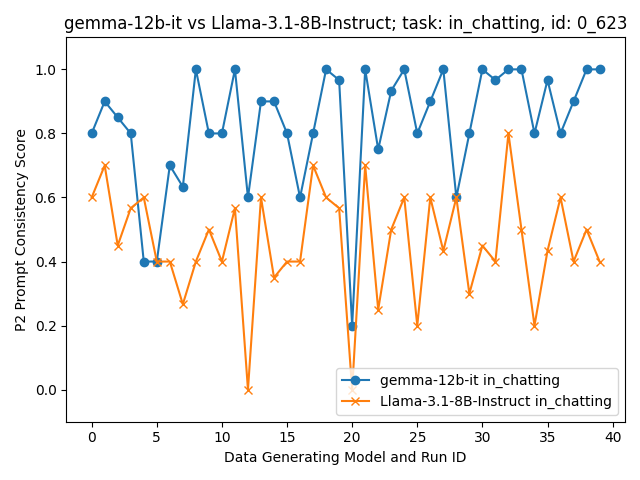 gemma-12b-it vs Llama-3.1-8B-Instruct; task: in_chatting, id: 0_623
P2 Prompt Consistency Score
1.0
0.8
0.6
0.4
0.2
0.0
gemma-12b-it in_chatting
Llama-3.1-8B-Instruct in_chatting
0 5 10 15 20 25 30 35 40
Data Generating Model and Run ID